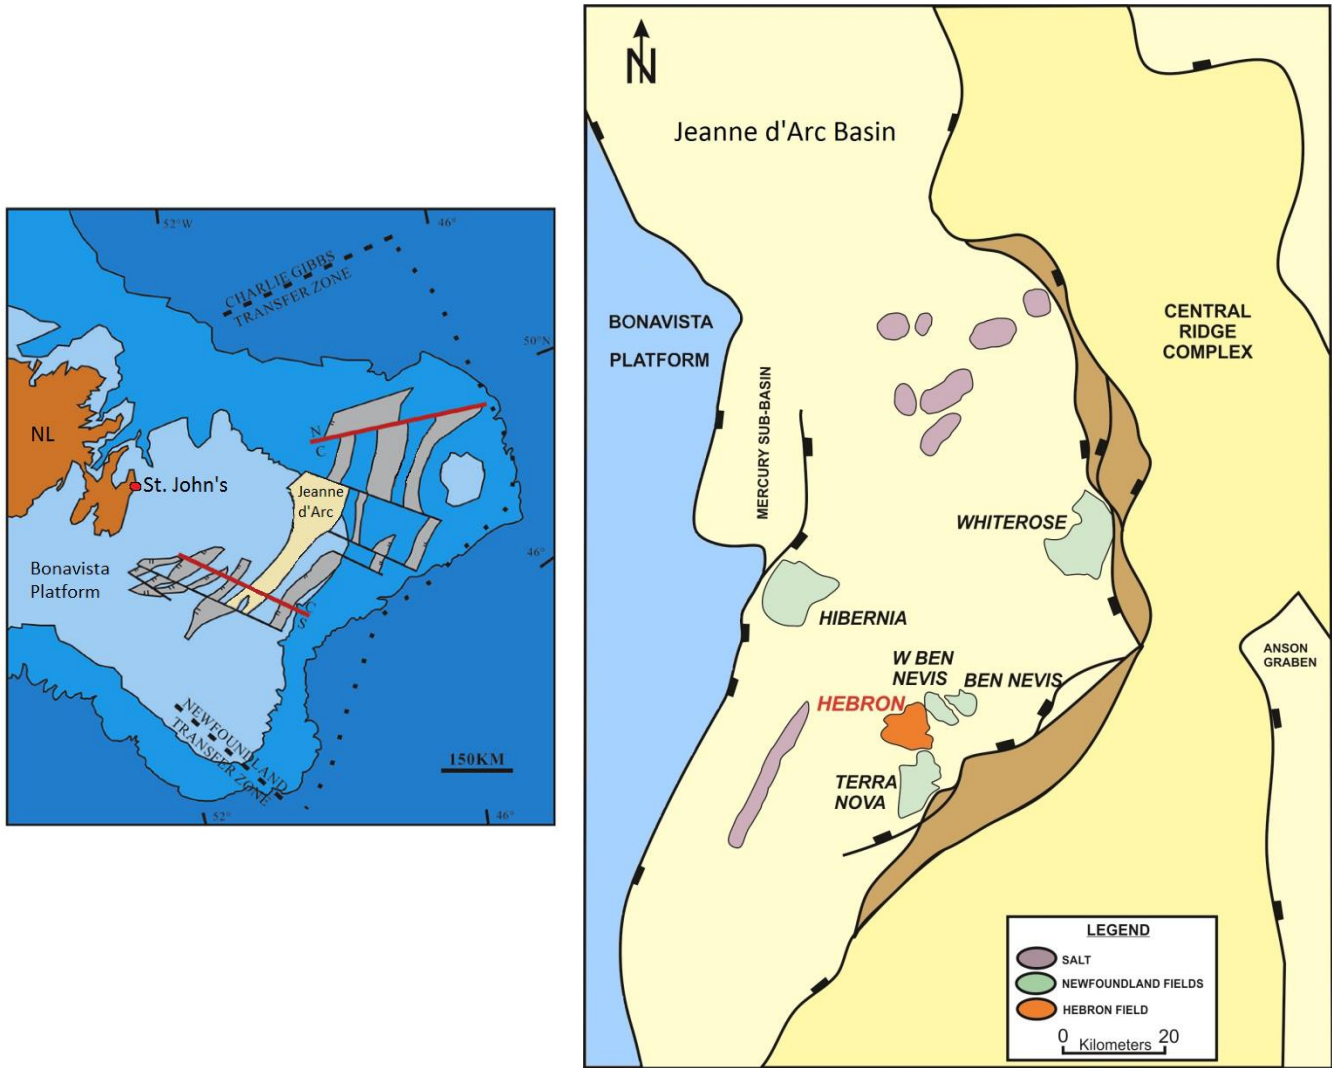 52°W
46°
CHARLIE GIBBS
TRANSFER ZONE
50°N
NL
N
C
St. John's
Jeanne
d'Arc
46°
Bonavista
Platform
C
S
NEWFOUNDLAND
TRANSFER ZONE
150KM
52°
46°
N
Jeanne d'Arc Basin
BONAVISTA
PLATFORM
CENTRAL
RIDGE
COMPLEX
MERCURY SUB-BASIN
WHITEROSE
HIBERNIA
W BEN
NEVIS
BEN NEVIS
HEBRON
ANSON
GRABEN
TERRA
NOVA
LEGEND
SALT
NEWFOUNDLAND FIELDS
HEBRON FIELD
0 Kilometers 20